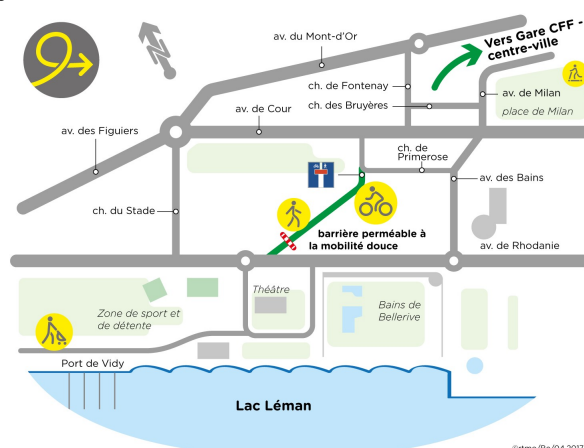 av. du Mont-d'Or
Vers Gare CFF -
centre-ville
ch. de Fontenay
av. de Milan
ch. des Bruyères
place de Milan
av. de Cour
av. des Figuiers
ch. de
Primerose
av. des Bains
ch. du Stade
barrière perméable à
la mobilité douce
av. de Rhodanie
Théâtre
Zone de sport et
de détente
Bains de
Bellerive
Port de Vidy
Lac Léman